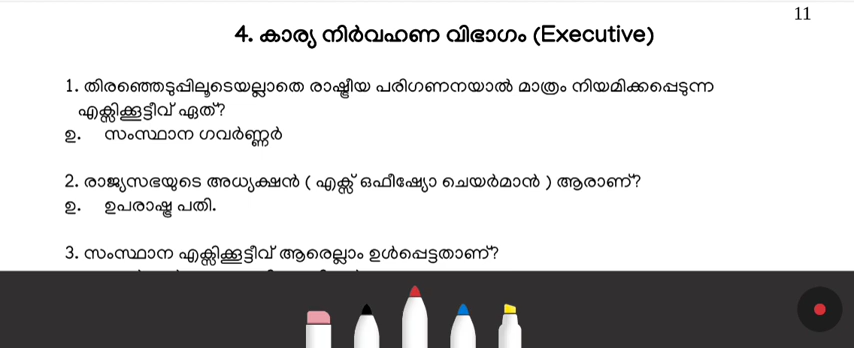 11
4. കാര്യ നിർവഹണ വിഭാഗം (Executive)
1. തിരഞ്ഞെടുപ്പിലൂടെയല്ലാതെ രാഷ്ട്രീയ പരിഗണനയാൽ മാത്രം നിയമിക്കപ്പെടുന്ന
എക്സിക്കൂട്ടീവ് ഏത്?
ഉ. സംസ്ഥാന ഗവർണ്ണർ
2. രാജ്യസഭയുടെ അധ്യക്ഷൻ ( എക്സ് ഒഫീഷ്യോ ചെയർമാൻ ) ആരാണ്?
ഉ. ഉപരാഷ്ട്ര പതി.
3. സംസ്ഥാന എക്സിക്കൂട്ടീവ് ആരെല്ലാം ഉൾപ്പെട്ടതാണ്?